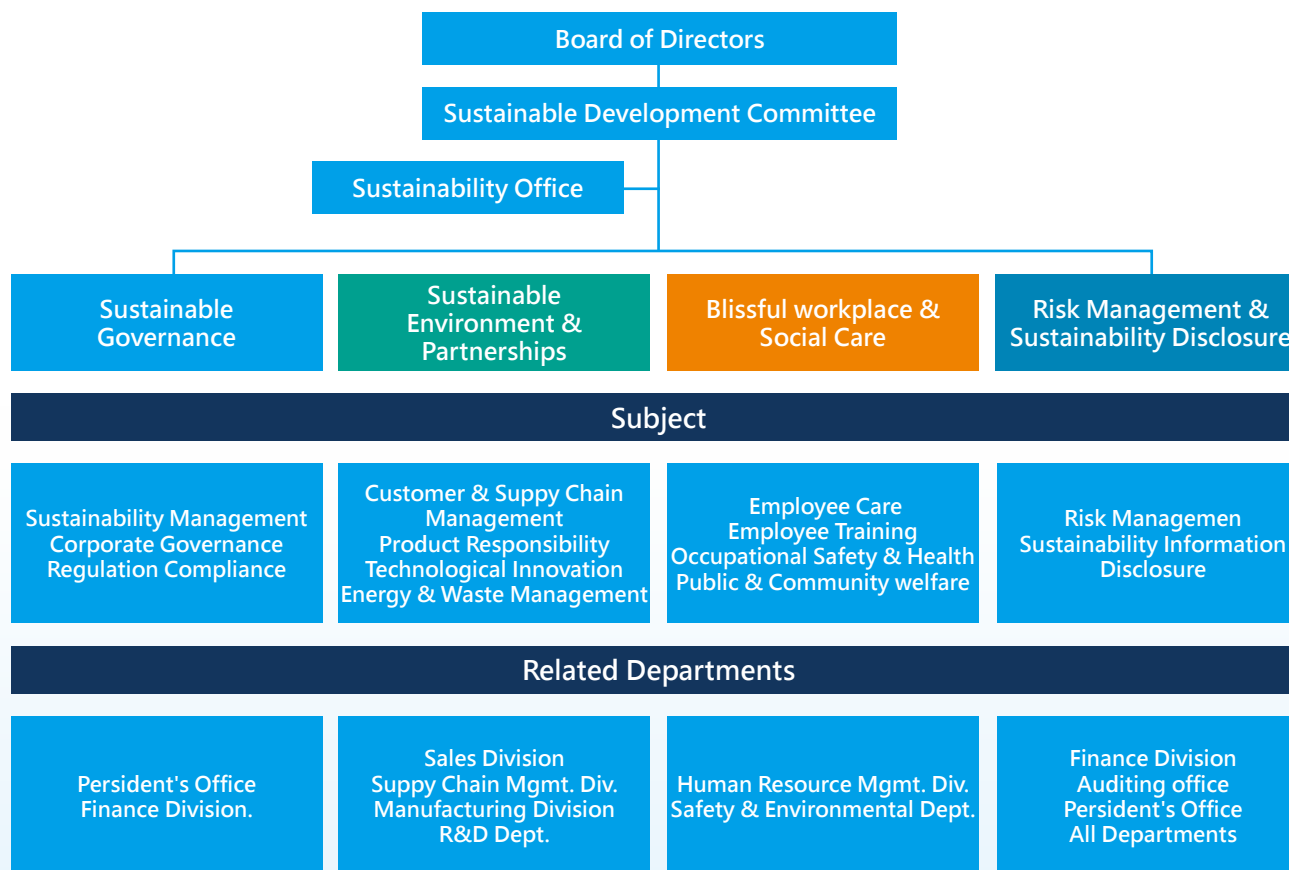 Board of Directors
Sustainable Development Committee
Sustainability Office
Sustainable
Governance
Sustainable
Environment &
Partnerships
Blissful workplace &
Social Care
Risk Management &
Sustainability Disclosure
Subject
Sustainability Management
Corporate Governance
Regulation Compliance
Customer & Suppy Chain
Management
Product Responsibility
Technological Innovation
Energy & Waste Management
Employee Care
Employee Training
Occupational Safety & Health
Public & Community welfare
Risk Managemen
Sustainability Information
Disclosure
Related Departments
Persident's Office
Finance Division.
Sales Division
Suppy Chain Mgmt. Div.
Manufacturing Division
R&D Dept.
Human Resource Mgmt. Div.
Safety & Environmental Dept.
Finance Division
Auditing office
Persident's Office
All Departments